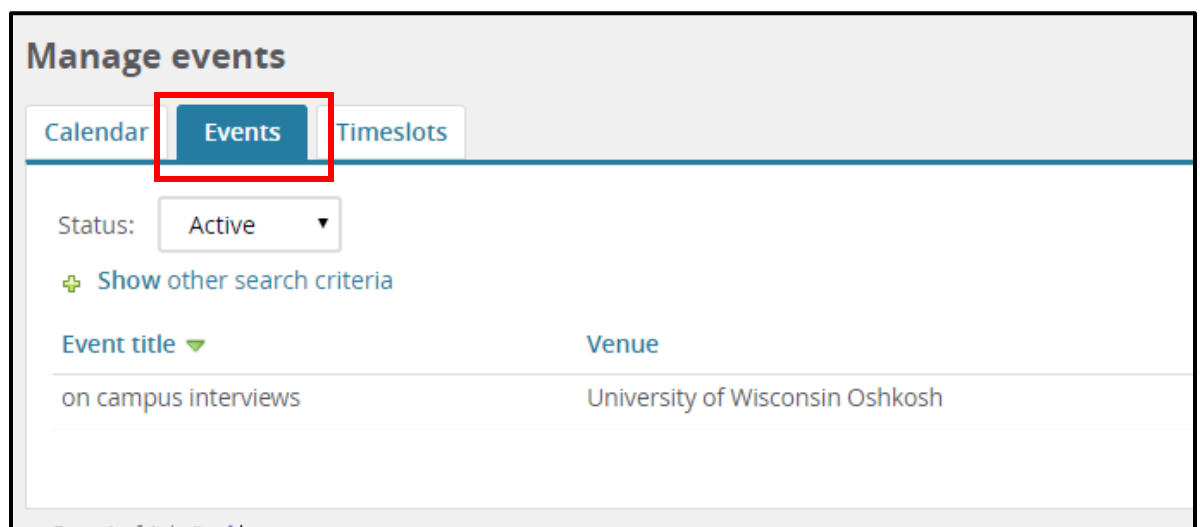 Manage events
Calendar Events Timeslots
Status: Active
Show other search criteria
Event title Venue
on campus interviews University of Wisconsin Oshkosh